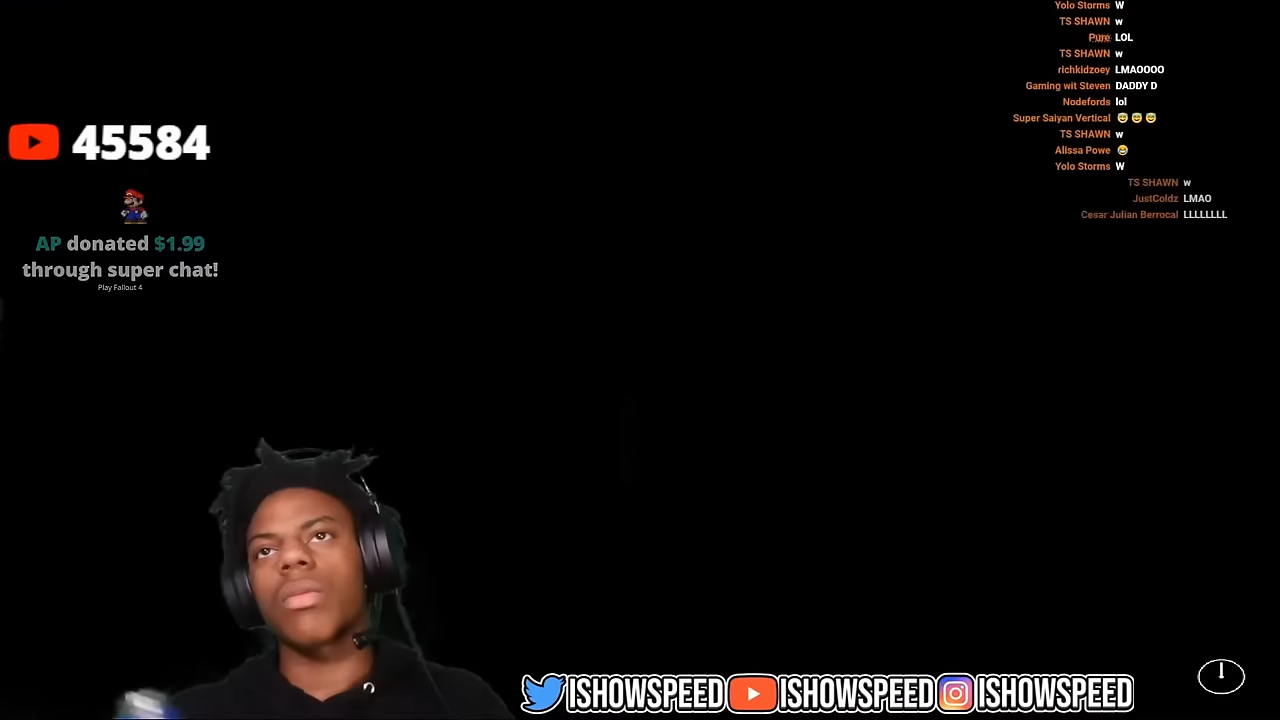 Yolo Storms W
TS SHAWN w
Pure LOL
TS SHAWN w
richkidzoey LMAOOOO
Gaming wit Steven DADDY D
Nodefords lol
Super Saiyan Vertical 😅😅😅
TS SHAWN w
Alissa Powe 😂
Yolo Storms W
TS SHAWN w
JustColdz LMAO
Cesar Julian Berrocal LLLLLLLL
45584
AP donated $1.99
through super chat!
Play Fallout 4
ISHOWSPEED ISHOWSPEED ISHOWSPEED